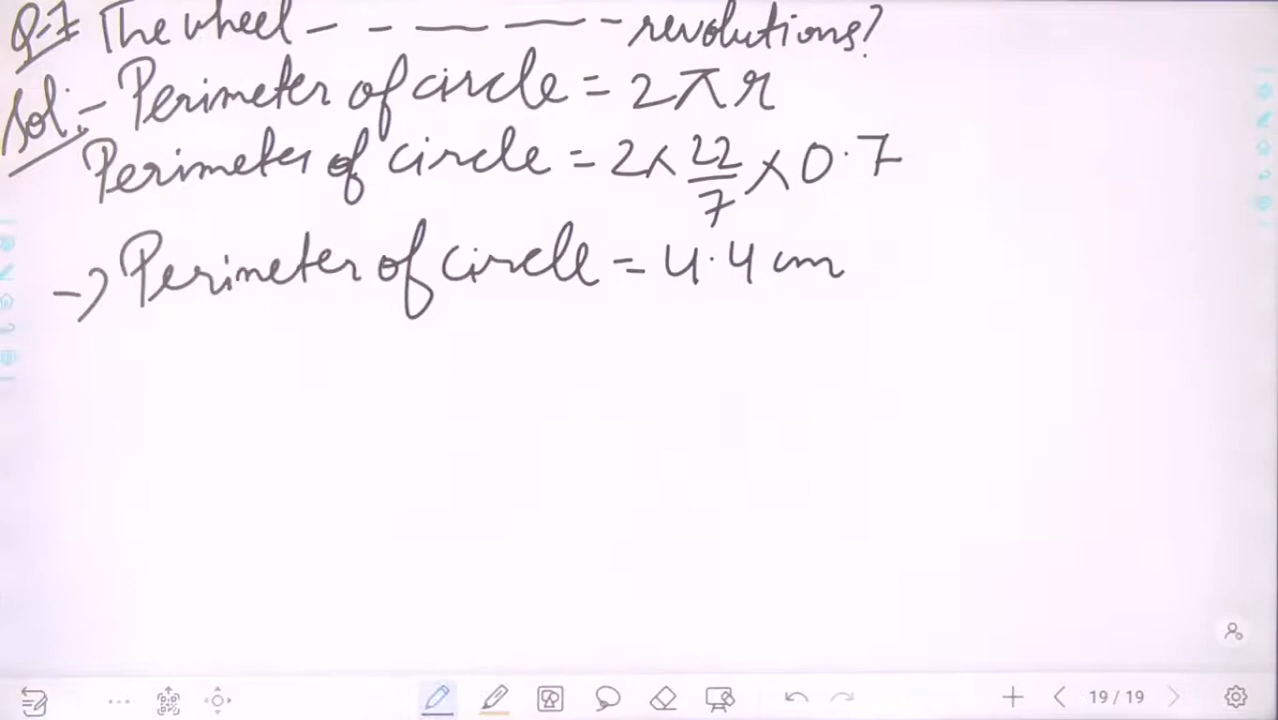 Q-7 The wheel - - — — - revolutions?
Sol:- Perimeter of circle = 2πr
Perimeter of circle = 2 × 22/7 × 0.7
-> Perimeter of circle = 4.4 cm
19/19